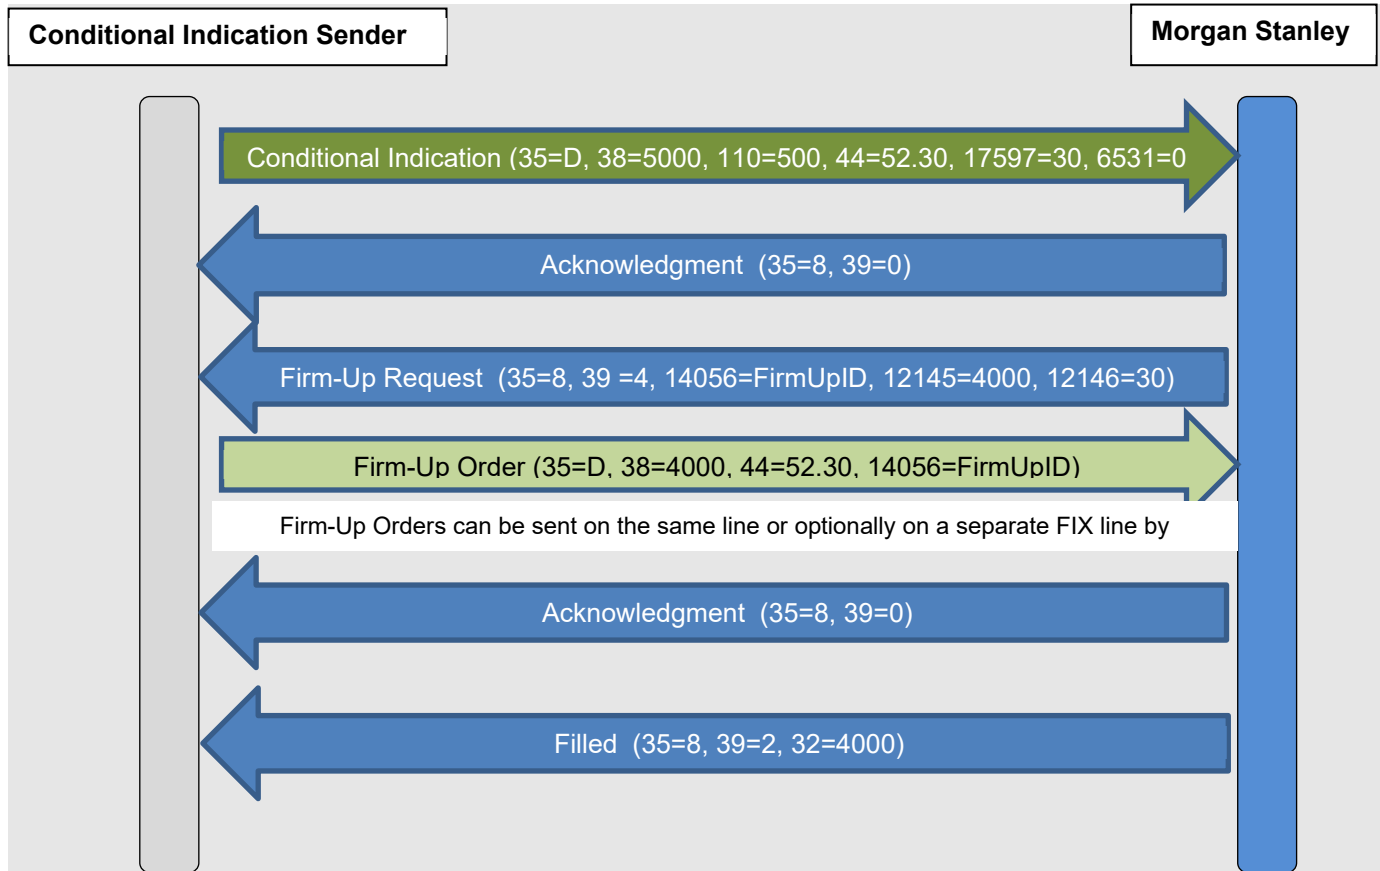 Conditional Indication Sender
Morgan Stanley
Conditional Indication (35=D, 38=5000, 110=500, 44=52.30, 17597=30, 6531=0
Acknowledgment (35=8, 39=0)
Firm-Up Request (35=8, 39 =4, 14056=FirmUpID, 12145=4000, 12146=30)
Firm-Up Order (35=D, 38=4000, 44=52.30, 14056=FirmUpID)
Firm-Up Orders can be sent on the same line or optionally on a separate FIX line by
Acknowledgment (35=8, 39=0)
Filled (35=8, 39=2, 32=4000)